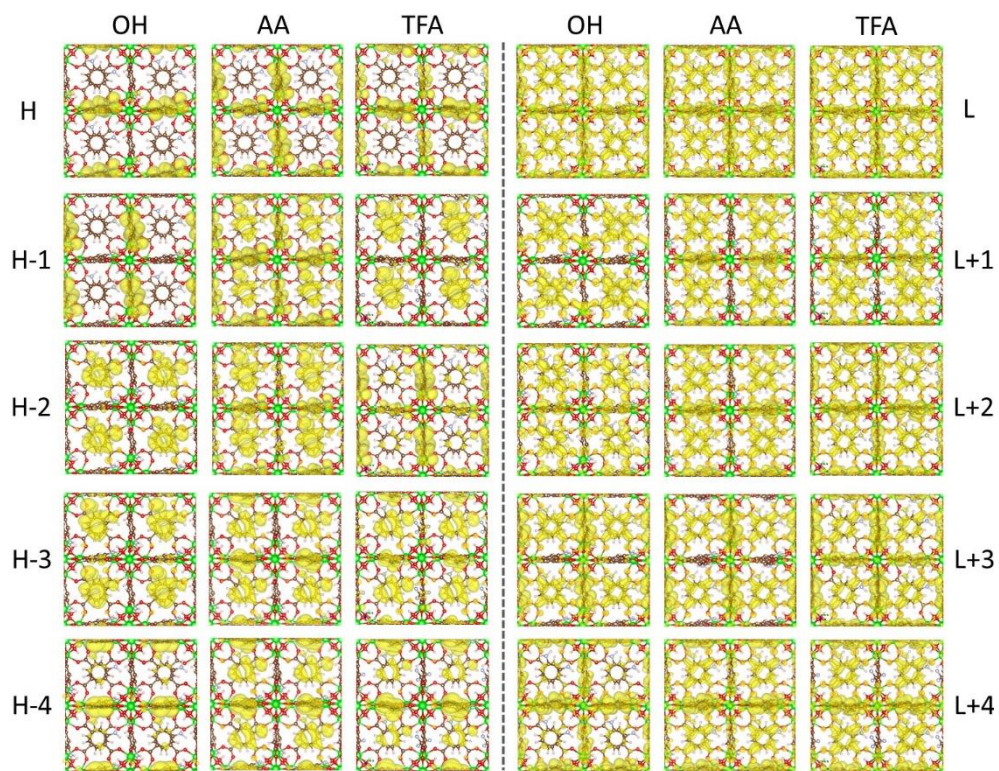 OH AA TFA OH AA TFA
H L
H-1 L+1
H-2 L+2
H-3 L+3
H-4 L+4